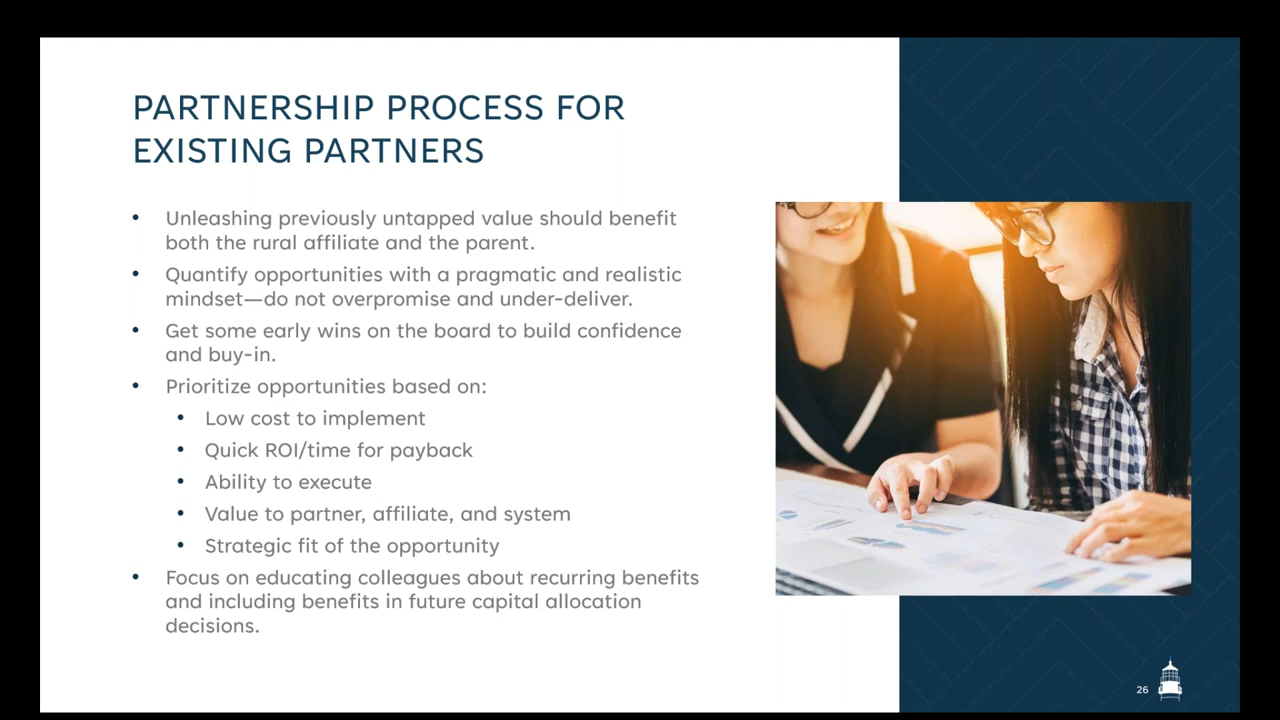 PARTNERSHIP PROCESS FOR
EXISTING PARTNERS
• Unleashing previously untapped value should benefit
both the rural affiliate and the parent.
• Quantify opportunities with a pragmatic and realistic
mindset—do not overpromise and under-deliver.
• Get some early wins on the board to build confidence
and buy-in.
• Prioritize opportunities based on:
• Low cost to implement
• Quick ROI/time for payback
• Ability to execute
• Value to partner, affiliate, and system
• Strategic fit of the opportunity
• Focus on educating colleagues about recurring benefits
and including benefits in future capital allocation
decisions.
26